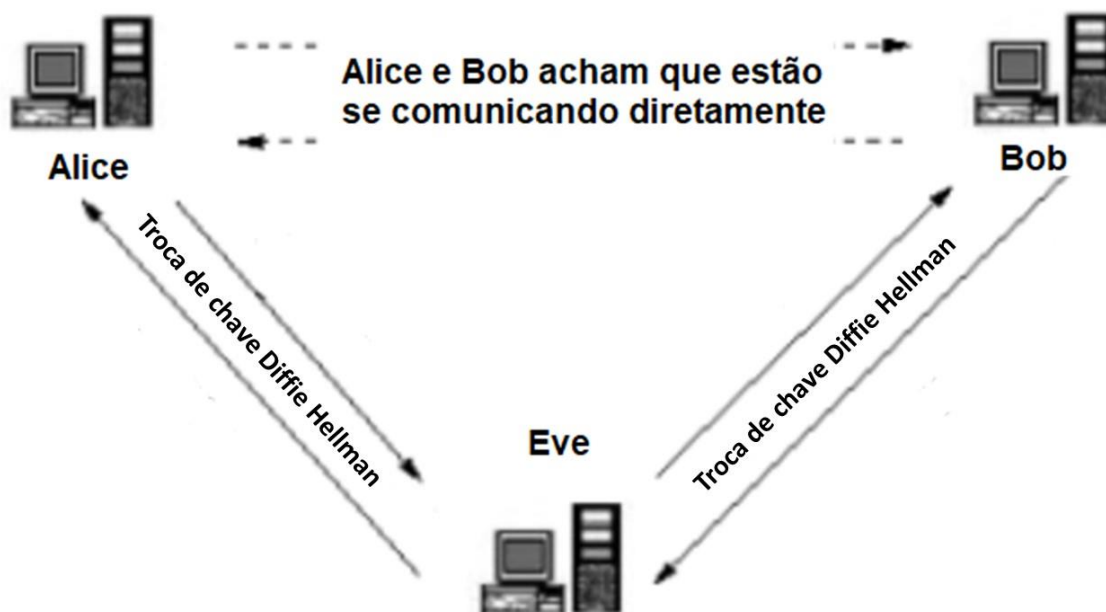 Alice e Bob acham que estão
se comunicando diretamente
Alice
Bob
Troca de chave Diffie Hellman
Troca de chave Diffie Hellman
Eve